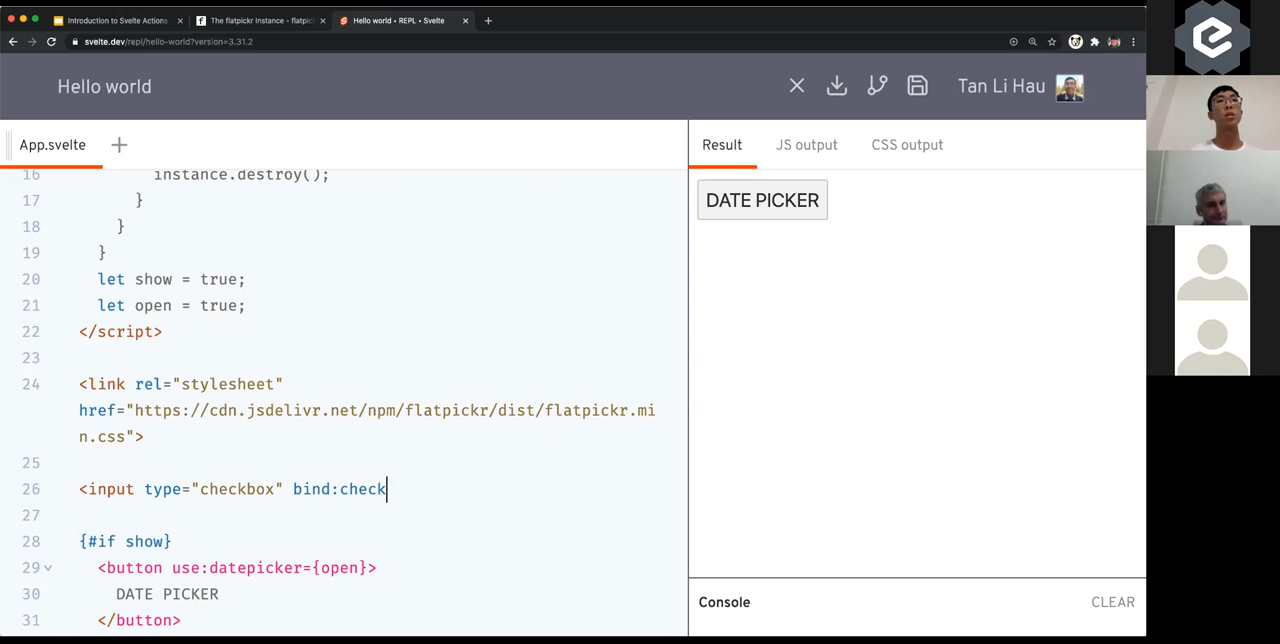 Introduction to Svelte Actions
The flatpickr Instance - flatpic
Hello world • REPL • Svelte
svelte.dev/repl/hello-world?version=3.31.2
Hello world
Tan Li Hau
App.svelte
Result
JS output
CSS output
16 instance.destroy();
17 }
18 }
19 }
20 let show = true;
21 let open = true;
22 </script>
23
24 <link rel="stylesheet"
href="https://cdn.jsdelivr.net/npm/flatpickr/dist/flatpickr.mi
n.css">
25
26 <input type="checkbox" bind:check
27
28 {#if show}
29 <button use:datepicker={open}>
30 DATE PICKER
31 </button>
DATE PICKER
Console
CLEAR